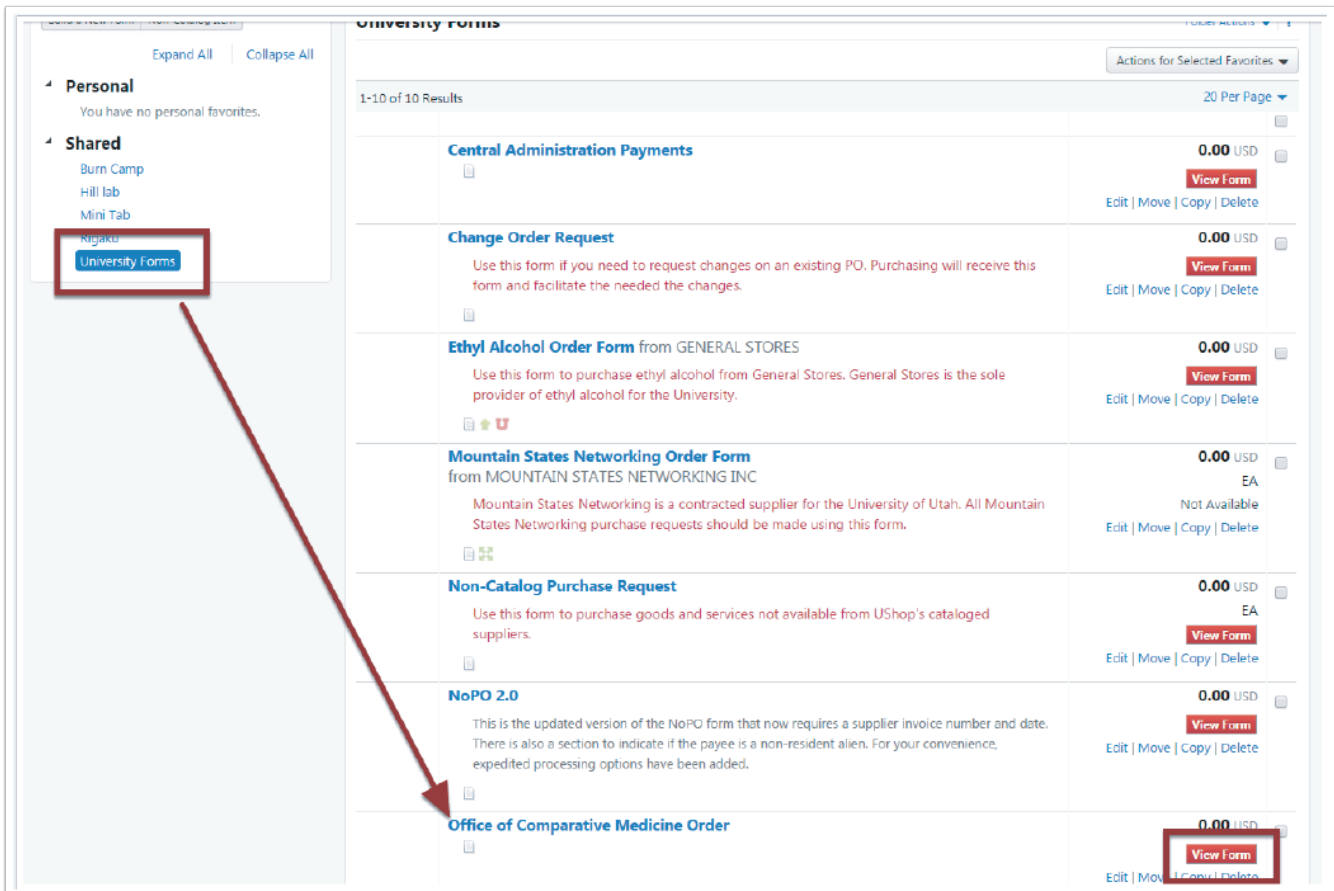 University Forms
Folder Actions
Expand All Collapse All
Actions for Selected Favorites
Personal
You have no personal favorites.
1-10 of 10 Results 20 Per Page
Shared
Burn Camp
Hill lab
Mini Tab
Rigaku
University Forms
Central Administration Payments 0.00 USD
View Form
Edit | Move | Copy | Delete
Change Order Request 0.00 USD
Use this form if you need to request changes on an existing PO. Purchasing will receive this
form and facilitate the needed the changes.
View Form
Edit | Move | Copy | Delete
Ethyl Alcohol Order Form from GENERAL STORES 0.00 USD
Use this form to purchase ethyl alcohol from General Stores. General Stores is the sole
provider of ethyl alcohol for the University.
View Form
Edit | Move | Copy | Delete
Mountain States Networking Order Form 0.00 USD
from MOUNTAIN STATES NETWORKING INC EA
Mountain States Networking is a contracted supplier for the University of Utah. All Mountain
States Networking purchase requests should be made using this form.
Not Available
Edit | Move | Copy | Delete
Non-Catalog Purchase Request 0.00 USD
EA
Use this form to purchase goods and services not available from UShop's cataloged
suppliers.
View Form
Edit | Move | Copy | Delete
NoPO 2.0 0.00 USD
This is the updated version of the NoPO form that now requires a supplier invoice number and date.
There is also a section to indicate if the payee is a non-resident alien. For your convenience,
expedited processing options have been added.
View Form
Edit | Move | Copy | Delete
Office of Comparative Medicine Order 0.00 USD
View Form
Edit | Move | Copy | Delete